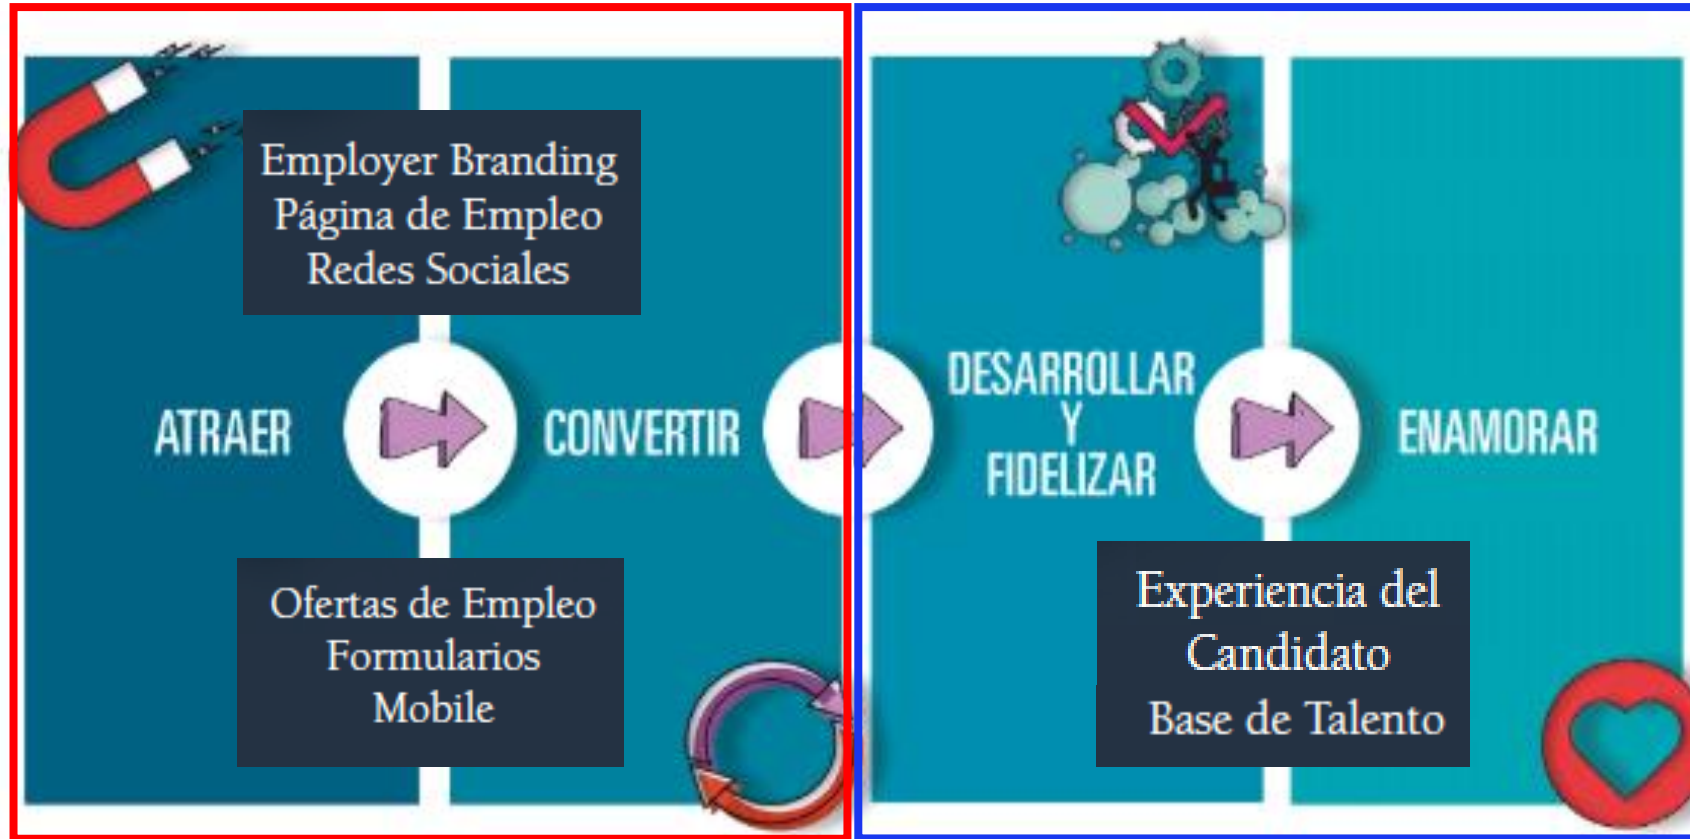 Employer Branding
Página de Empleo
Redes Sociales
ATRAER
CONVERTIR
Ofertas de Empleo
Formularios
Mobile
DESARROLLAR
Y
FIDELIZAR
ENAMORAR
Experiencia del
Candidato
Base de Talento